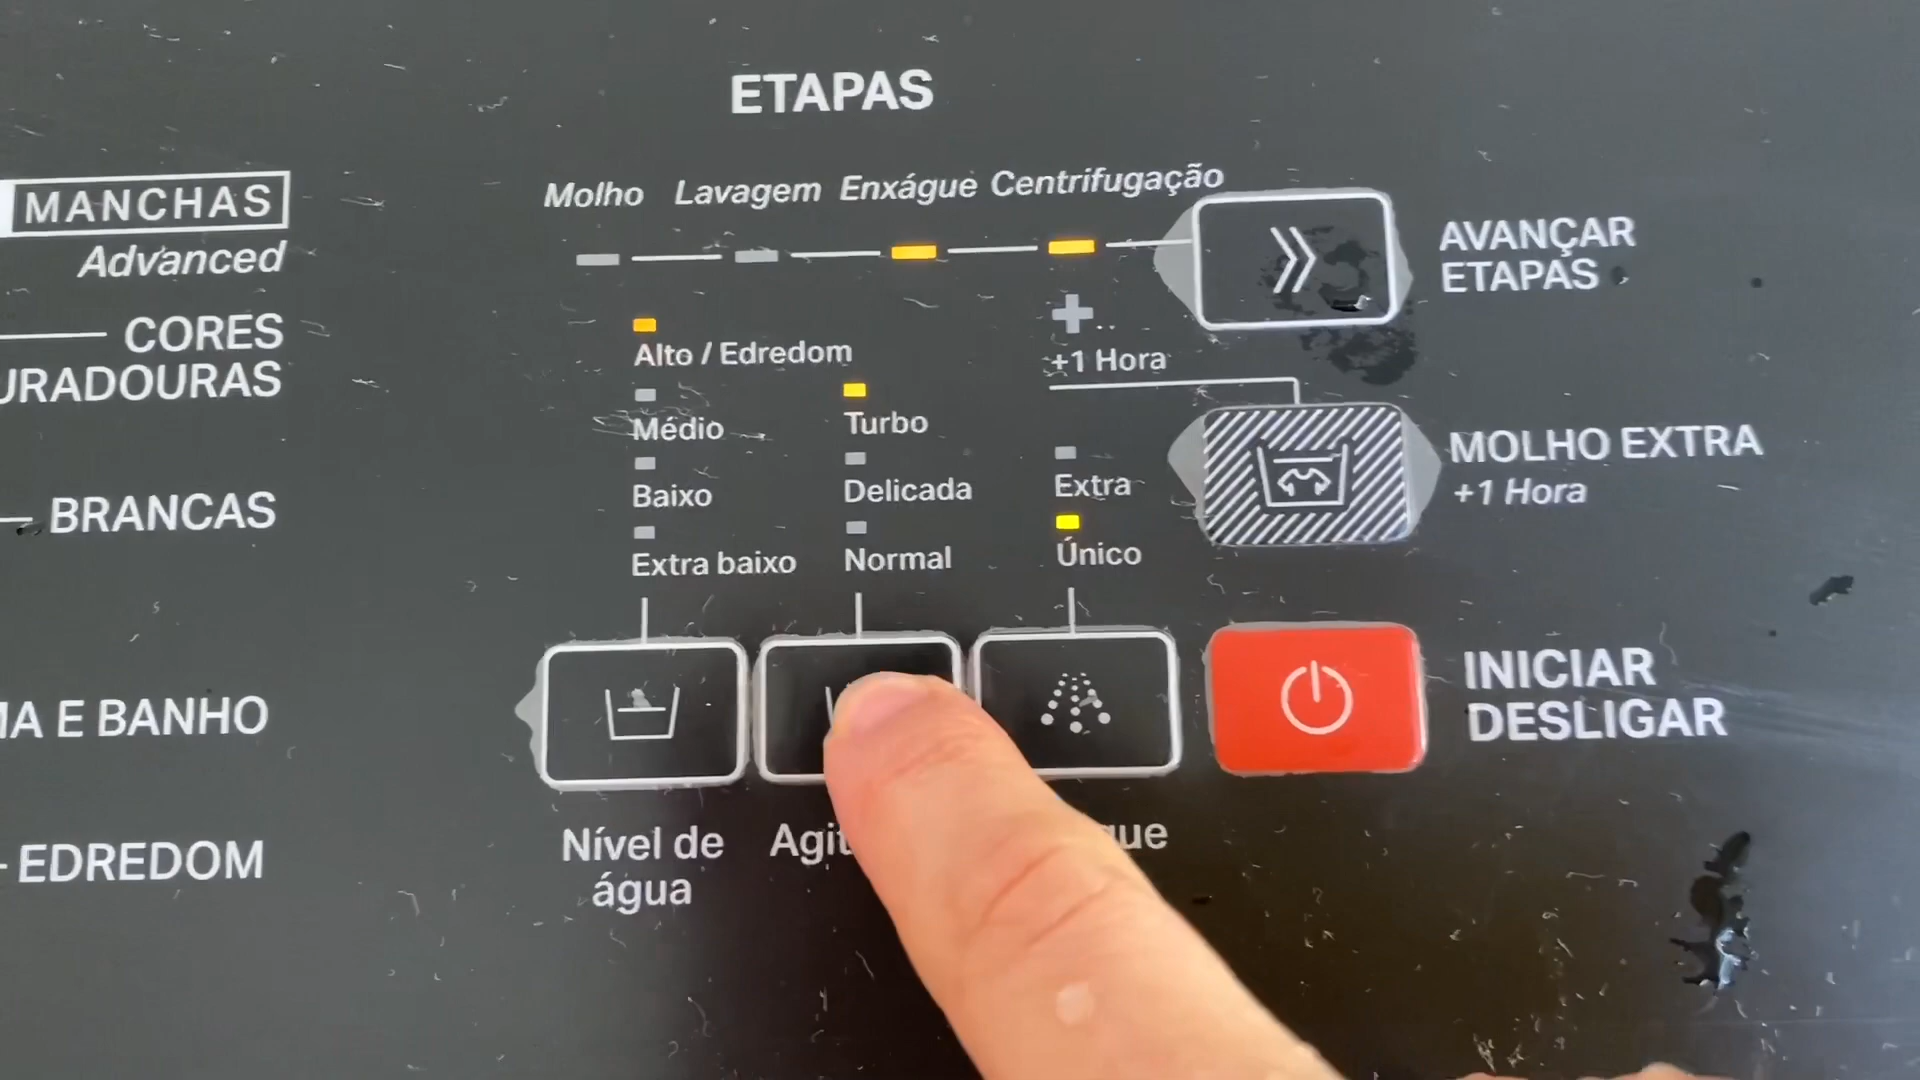 ETAPAS
Molho Lavagem Enxágue Centrifugação
AVANÇAR
ETAPAS
MANCHAS
Advanced
CORES
URADOURAS
BRANCAS
MA E BANHO
EDREDOM
Alto / Edredom
Médio
Baixo
Extra baixo
Turbo
Delicada
Normal
+
+1 Hora
Extra
Único
MOLHO EXTRA
+1 Hora
INICIAR
DESLIGAR
Nível de
água